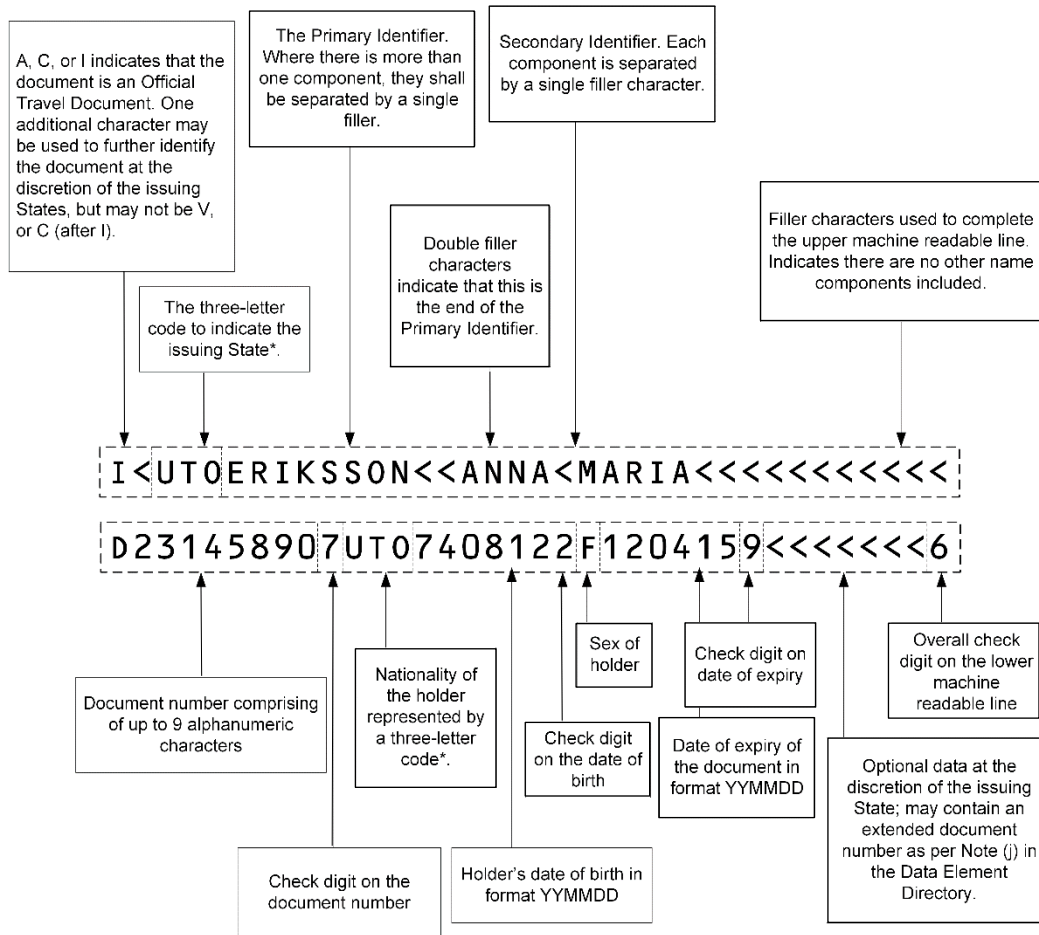 A, C, or I indicates that the
document is an Official
Travel Document. One
additional character may
be used to further identify
the document at the
discretion of the issuing
States, but may not be V,
or C (after I).
The Primary Identifier.
Where there is more than
one component, they shall
be separated by a single
filler.
Secondary Identifier. Each
component is separated
by a single filler character.
The three-letter
code to indicate the
issuing State*.
Double filler
characters
indicate that this is
the end of the
Primary Identifier.
Filler characters used to complete
the upper machine readable line.
Indicates there are no other name
components included.
I<UTOERIKSSON<<ANNA<MARIA<<<<<<<<<<<
D231458907UTO7408122F1204159<<<<<<<6
Document number comprising
of up to 9 alphanumeric
characters
Check digit on the
document number
Nationality of
the holder
represented by
a three-letter
code*.
Holder's date of birth in
format YYMMDD
Check digit
on the date of
birth
Sex of
holder
Check digit on
date of expiry
Date of expiry of
the document in
format YYMMDD
Optional data at the
discretion of the issuing
State; may contain an
extended document
number as per Note (j) in
the Data Element
Directory.
Overall check
digit on the lower
machine
readable line